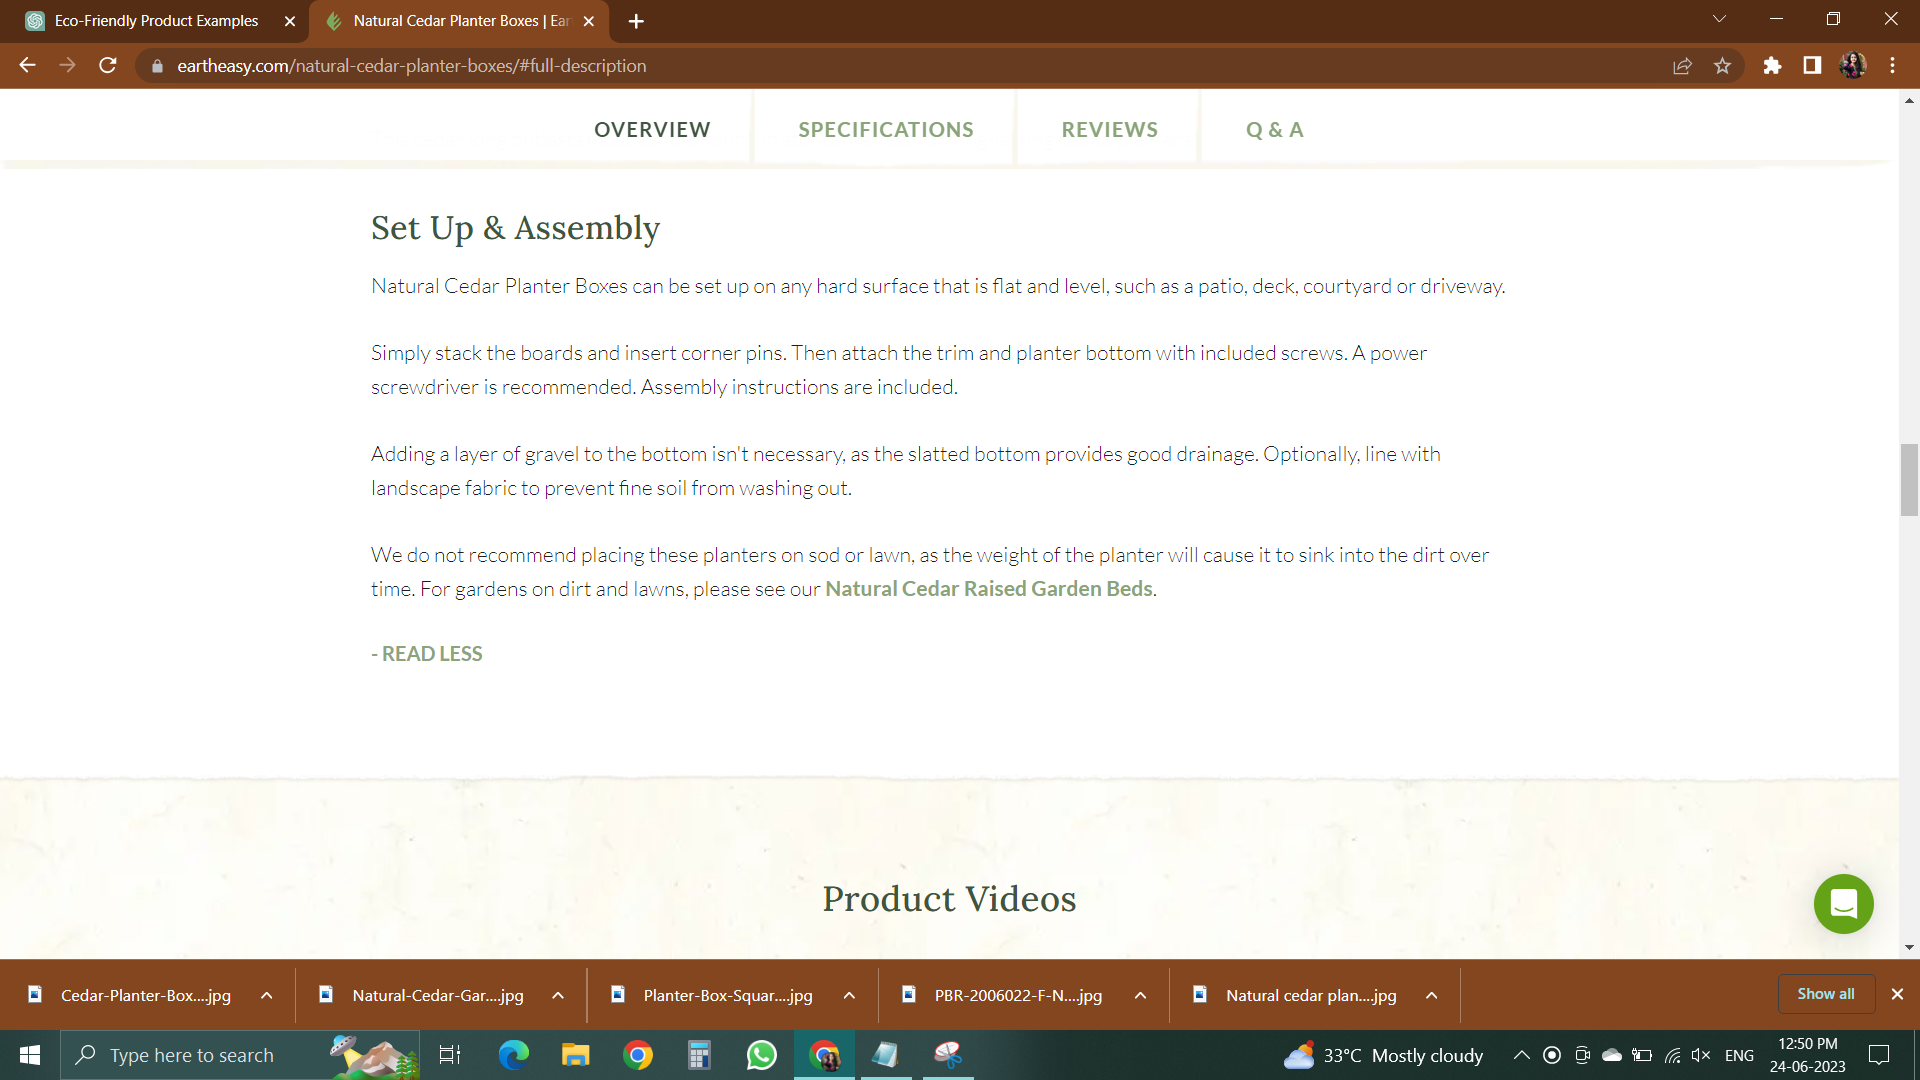 Eco-Friendly Product Examples
Natural Cedar Planter Boxes | Ear
eartheasy.com/natural-cedar-planter-boxes/#full-description
OVERVIEW
SPECIFICATIONS
REVIEWS
Q & A
Set Up & Assembly
Natural Cedar Planter Boxes can be set up on any hard surface that is flat and level, such as a patio, deck, courtyard or driveway.
Simply stack the boards and insert corner pins. Then attach the trim and planter bottom with included screws. A power
screwdriver is recommended. Assembly instructions are included.
Adding a layer of gravel to the bottom isn't necessary, as the slatted bottom provides good drainage. Optionally, line with
landscape fabric to prevent fine soil from washing out.
We do not recommend placing these planters on sod or lawn, as the weight of the planter will cause it to sink into the dirt over
time. For gardens on dirt and lawns, please see our Natural Cedar Raised Garden Beds.
- READ LESS
Product Videos
Cedar-Planter-Box....jpg
Natural-Cedar-Gar....jpg
Planter-Box-Squar....jpg
PBR-2006022-F-N....jpg
Natural cedar plan....jpg
Show all
Type here to search
33°C Mostly cloudy
ENG
12:50 PM
24-06-2023